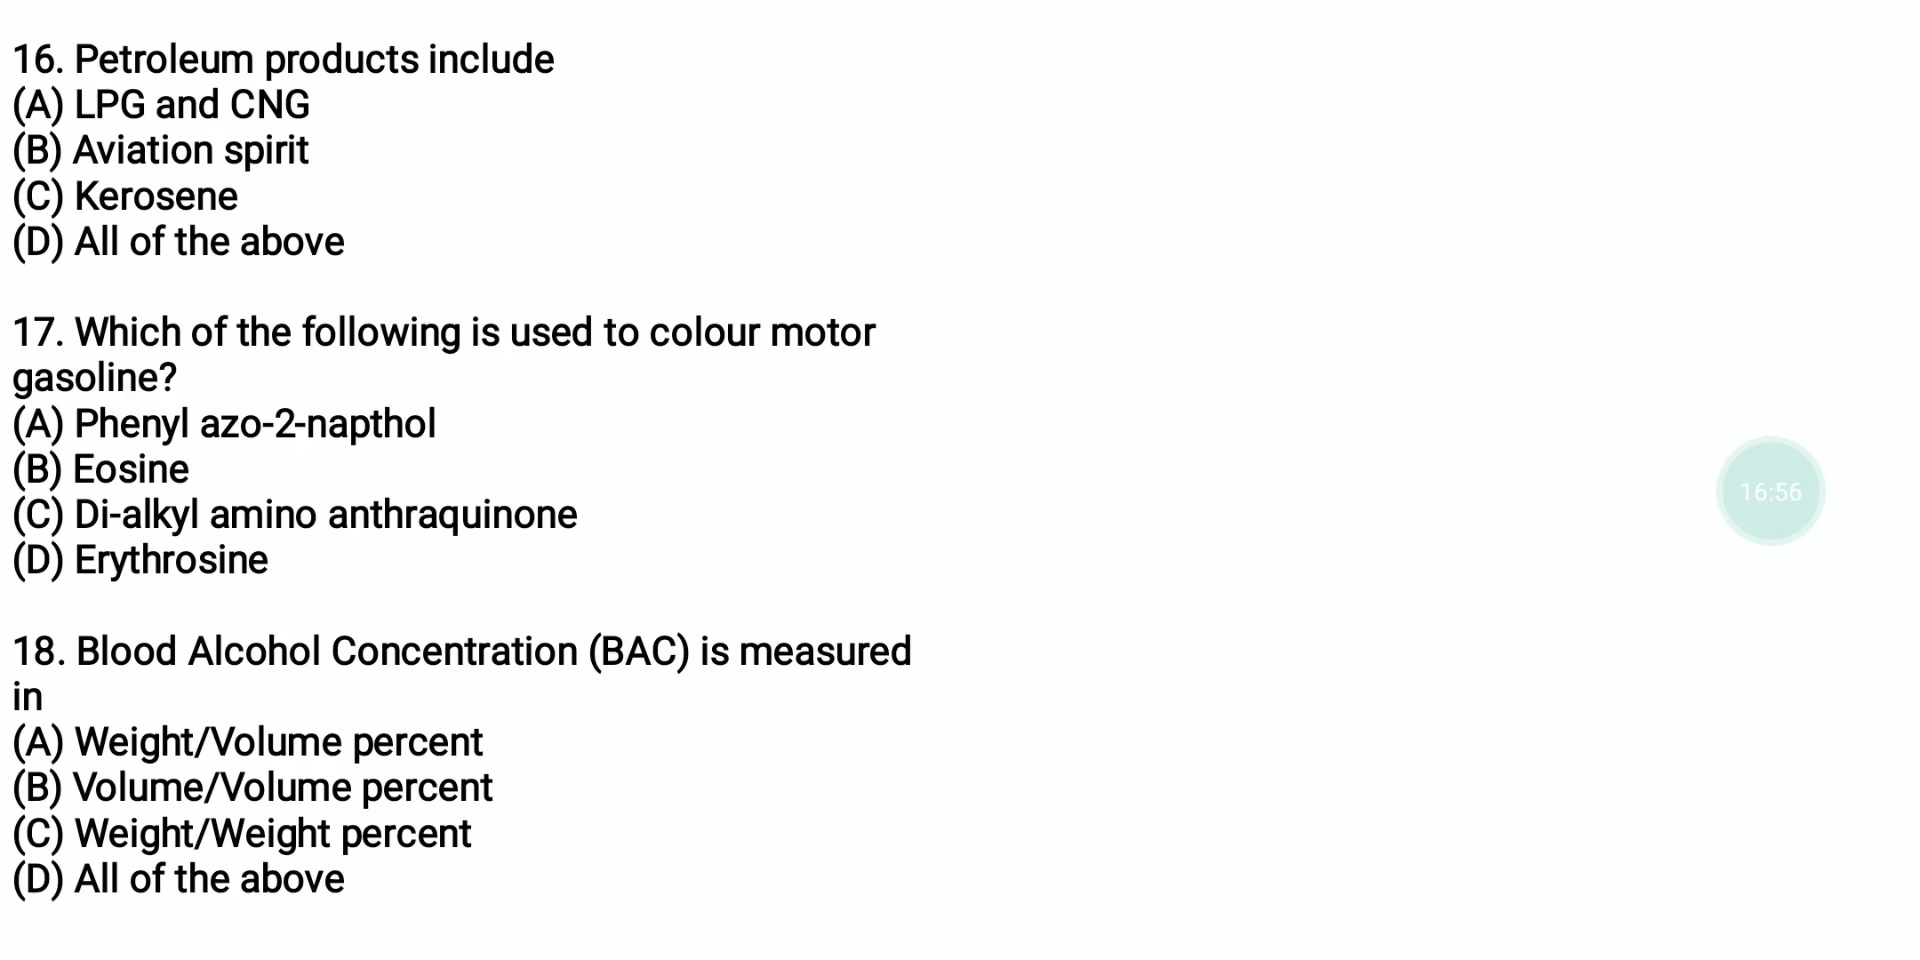 16. Petroleum products include
(A) LPG and CNG
(B) Aviation spirit
(C) Kerosene
(D) All of the above
17. Which of the following is used to colour motor
gasoline?
(A) Phenyl azo-2-napthol
(B) Eosine
(C) Di-alkyl amino anthraquinone
(D) Erythrosine
16:56
18. Blood Alcohol Concentration (BAC) is measured
in
(A) Weight/Volume percent
(B) Volume/Volume percent
(C) Weight/Weight percent
(D) All of the above